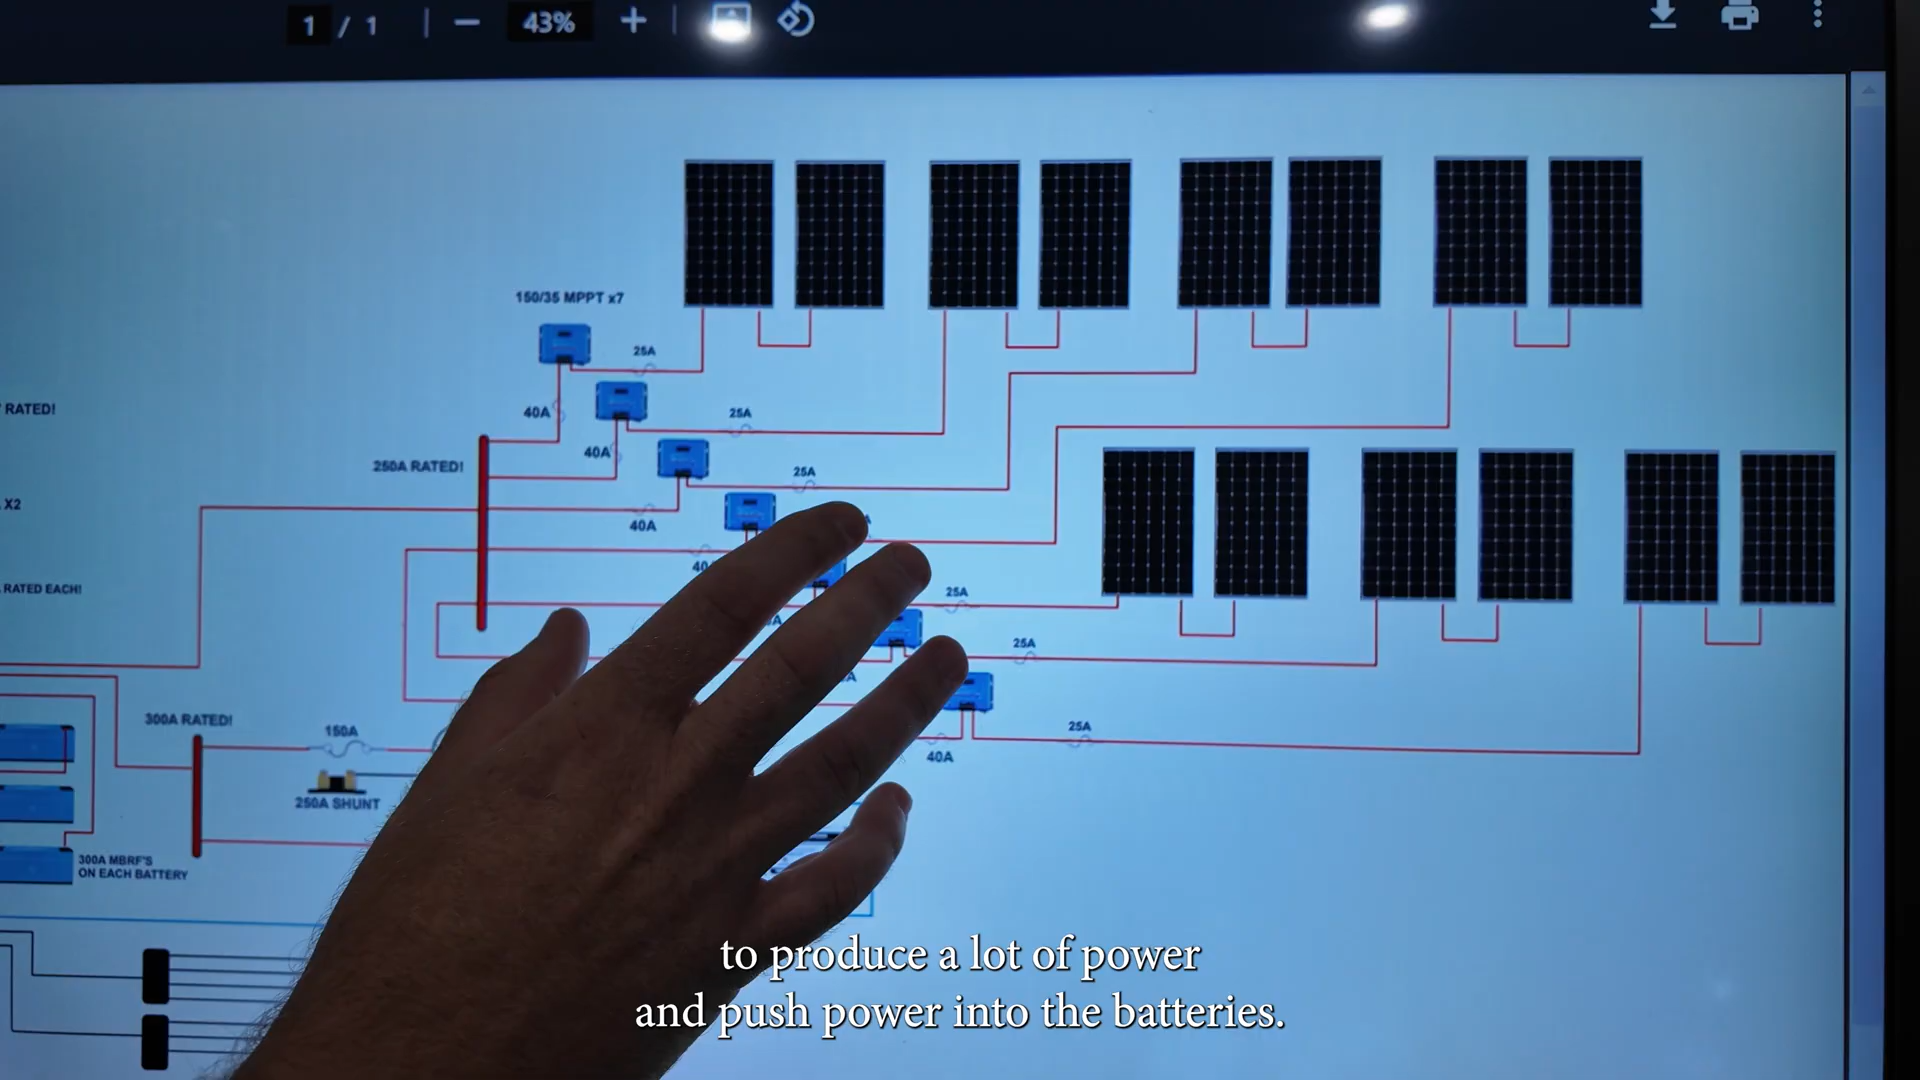 1 / 1
43%
150/35 MPPT x7
25A
RATED!
40A
25A
40A
250A RATED!
25A
X2
40A
40
RATED EACH!
25A
25A
300A RATED!
150A
25A
40A
250A SHUNT
300A MBRF'S
ON EACH BATTERY
to produce a lot of power
and push power into the batteries.